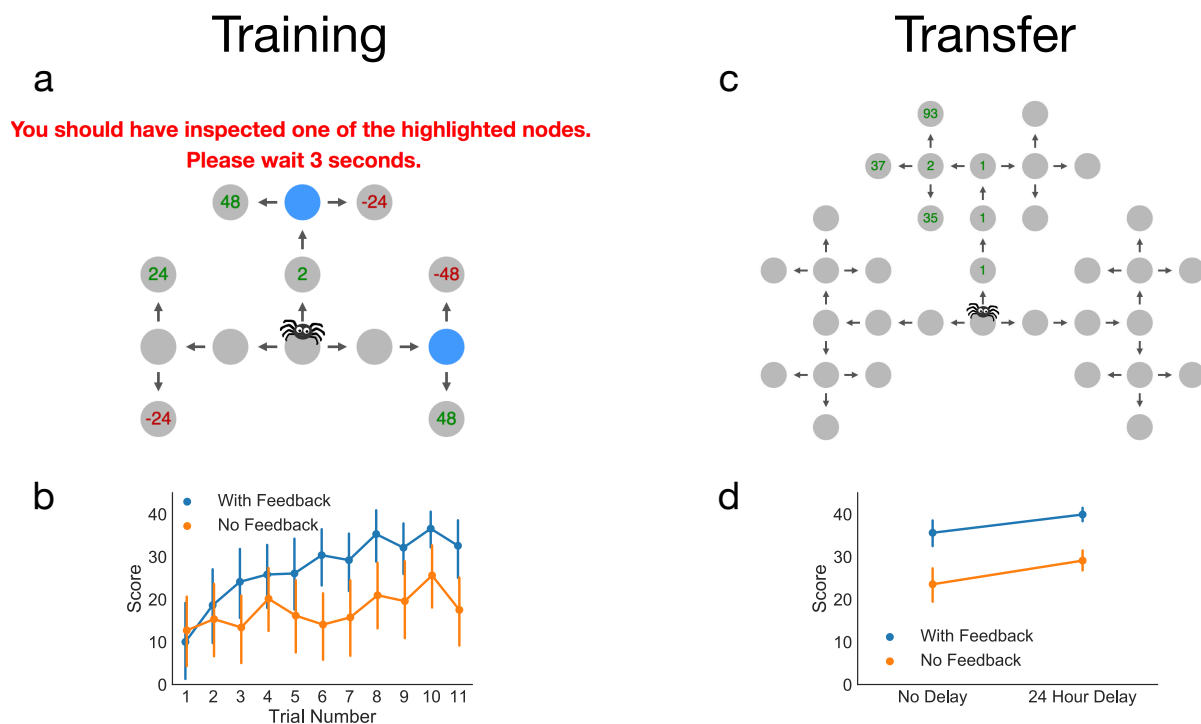 Training
Transfer
a
You should have inspected one of the highlighted nodes.
Please wait 3 seconds.
48
-24
24
2
-48
-24
48
c
93
37
2
1
35
1
1
b
With Feedback
No Feedback
40
30
20
10
0
Score
1 2 3 4 5 6 7 8 9 10 11
Trial Number
d
40
30
20
10
0
Score
With Feedback
No Feedback
No Delay
24 Hour Delay